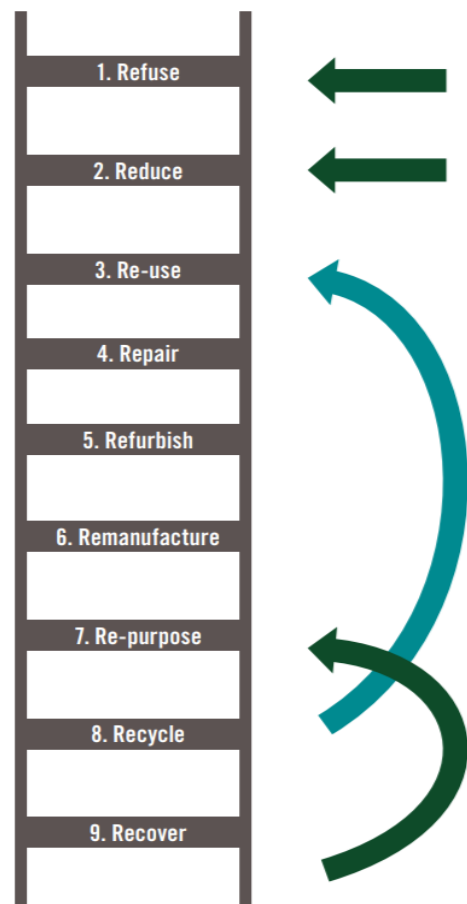 1. Refuse
2. Reduce
3. Re-use
4. Repair
5. Refurbish
6. Remanufacture
7. Re-purpose
8. Recycle
9. Recover